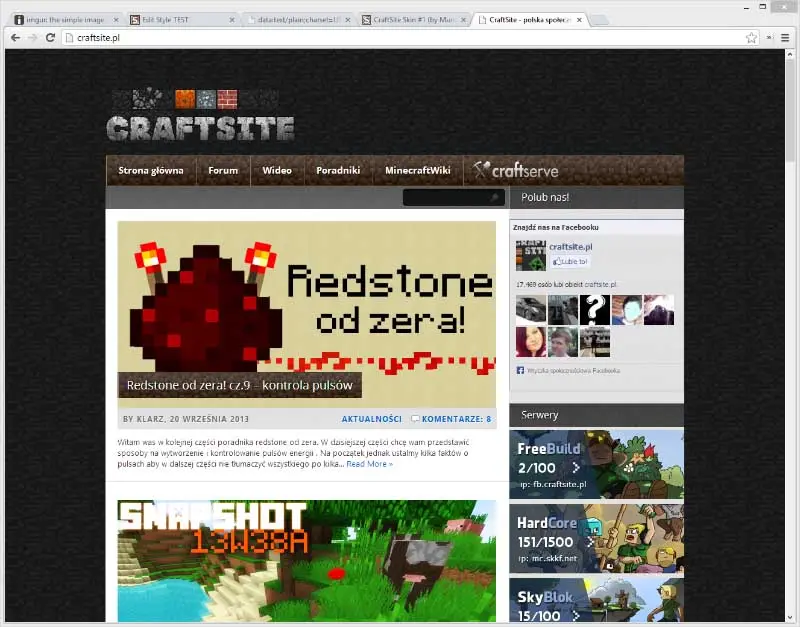 imgur: the simple image
Edit Style TEST
CraftSite Skin #1 (by Mur
CraftSite - polska społecz
craftsite.pl
CRAFTSITE
Strona główna Forum Wideo Poradniki MinecraftWiki craftserve
Polub nas!
Redstone
od zera!
Redstone od zera! cz.9 – kontrola pulsów
BY KLARZ, 20 WRZEŚNIA 2013 AKTUALNOŚCI KOMENTARZE: 8
Witam was w kolejnej części poradnika redstone od zera. W dzisiejszej części chcę wam przedstawić
sposoby na wytworzenie i kontrolowanie pulsów energii . Na początek jednak ustalmy kilka faktów o
pulsach aby w dalszej części nie tłumaczyć wszystkiego po kilka... Read More »
SNAPSHOT
13W38A
Znajdź nas na Facebooku
craftsite.pl
Lubię to!
17,469 osób lubi obiekt craftsite.pl.
Wtyczka społecznościowa Facebooka
Serwery
FreeBuild
2/100
ip: fb.craftsite.pl
HardCore
151/1500
ip: mc.skkf.net
SkyBlok
15/100